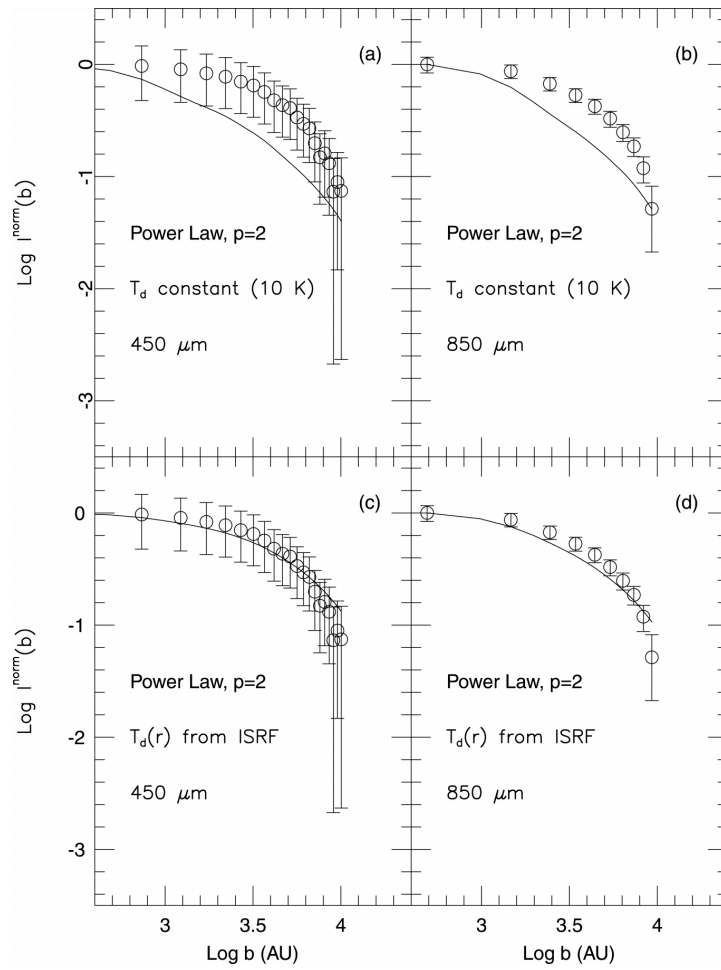 (a)
0
-1
-2
-3
Log I^norm(b)
Power Law, p=2
T_d constant (10 K)
450 μm
(b)
Power Law, p=2
T_d constant (10 K)
850 μm
(c)
0
-1
-2
-3
Log I^norm(b)
Power Law, p=2
T_d(r) from ISRF
450 μm
3 3.5 4
Log b (AU)
(d)
Power Law, p=2
T_d(r) from ISRF
850 μm
3 3.5 4
Log b (AU)